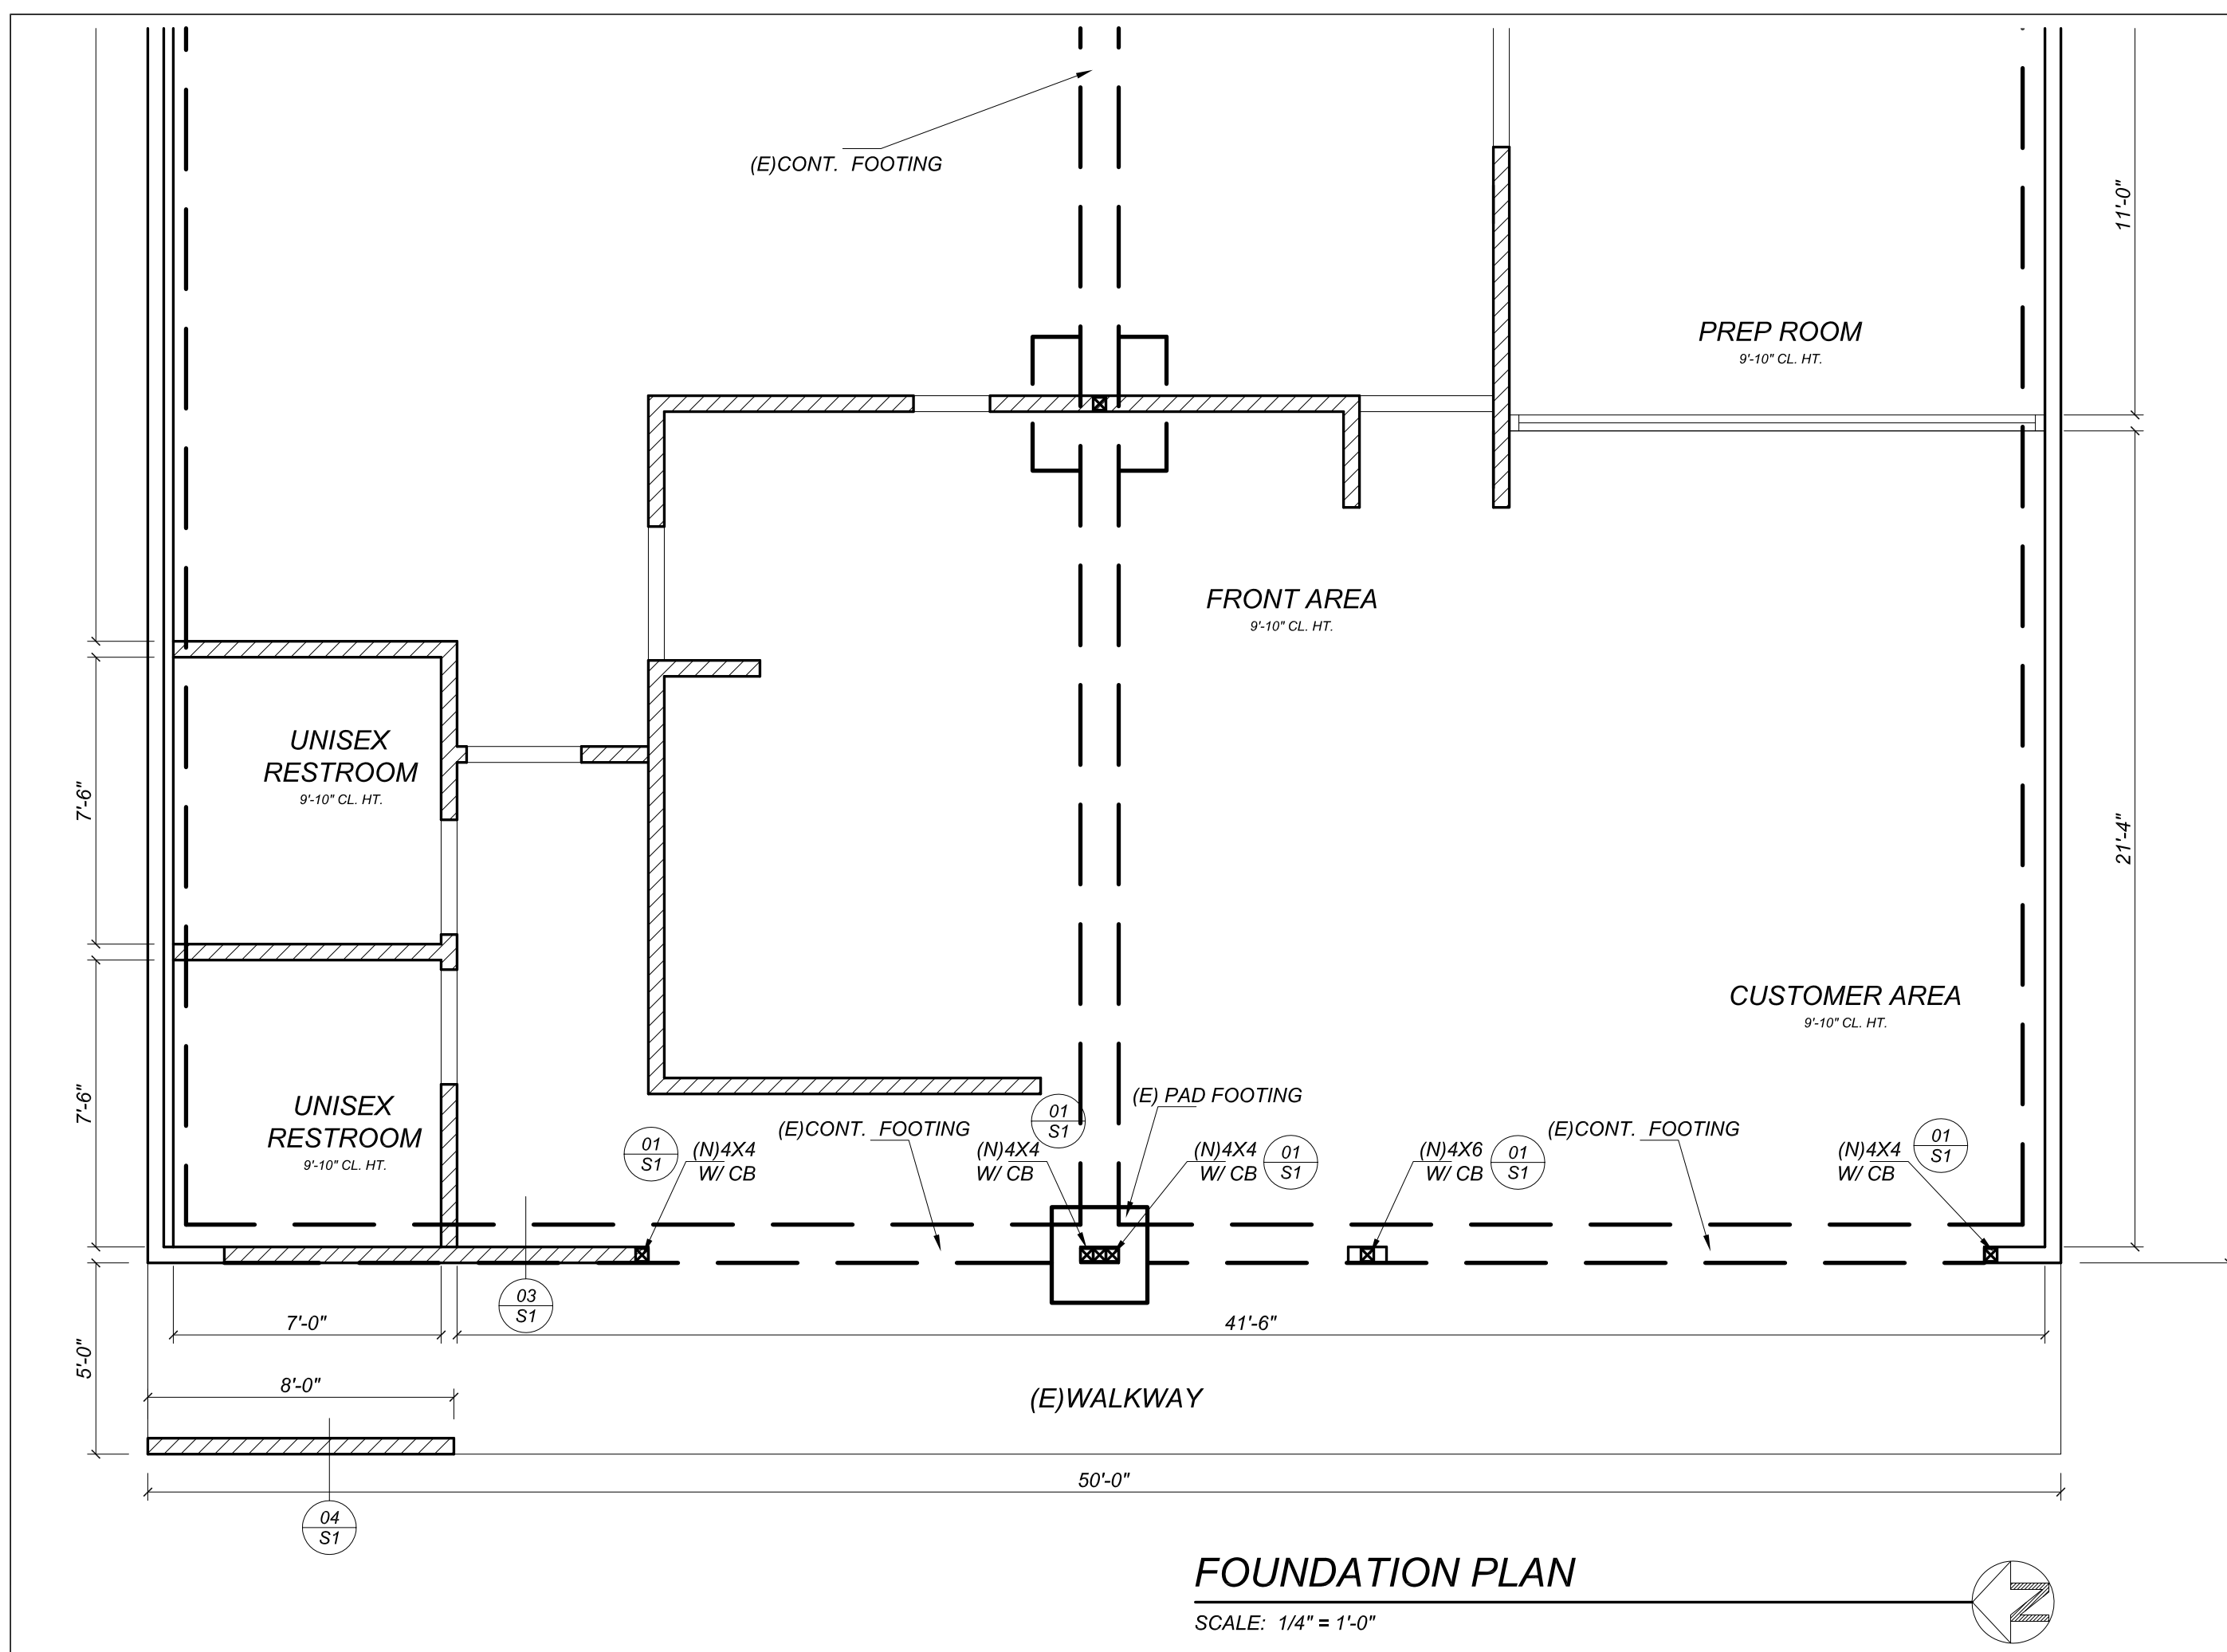 (E)CONT. FOOTING
11'-0"
PREP ROOM
9'-10" CL. HT.
FRONT AREA
9'-10" CL. HT.
UNISEX
RESTROOM
9'-10" CL. HT.
7'-6"
21'-4"
CUSTOMER AREA
9'-10" CL. HT.
7'-6"
UNISEX
RESTROOM
9'-10" CL. HT.
01
S1
(N)4X4
W/ CB
(E)CONT. FOOTING
(N)4X4
W/ CB
01
S1
(E) PAD FOOTING
(N)4X4
W/ CB
01
S1
(N)4X6
W/ CB
01
S1
(E)CONT. FOOTING
(N)4X4
W/ CB
01
S1
03
S1
7'-0"
41'-6"
5'-0"
8'-0"
(E)WALKWAY
50'-0"
04
S1
FOUNDATION PLAN
SCALE: 1/4" = 1'-0"
N